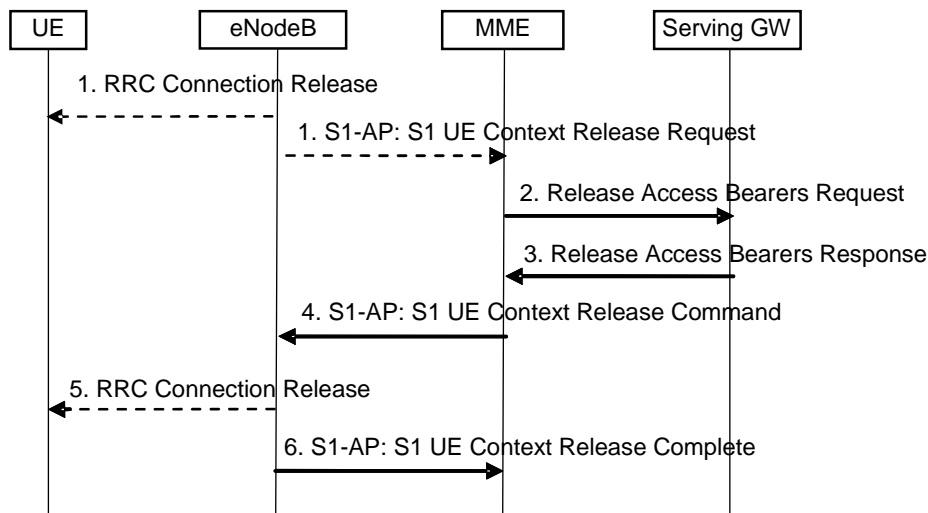 UE
eNodeB
MME
Serving GW
1. RRC Connection Release
1. S1-AP: S1 UE Context Release Request
2. Release Access Bearers Request
3. Release Access Bearers Response
4. S1-AP: S1 UE Context Release Command
5. RRC Connection Release
6. S1-AP: S1 UE Context Release Complete